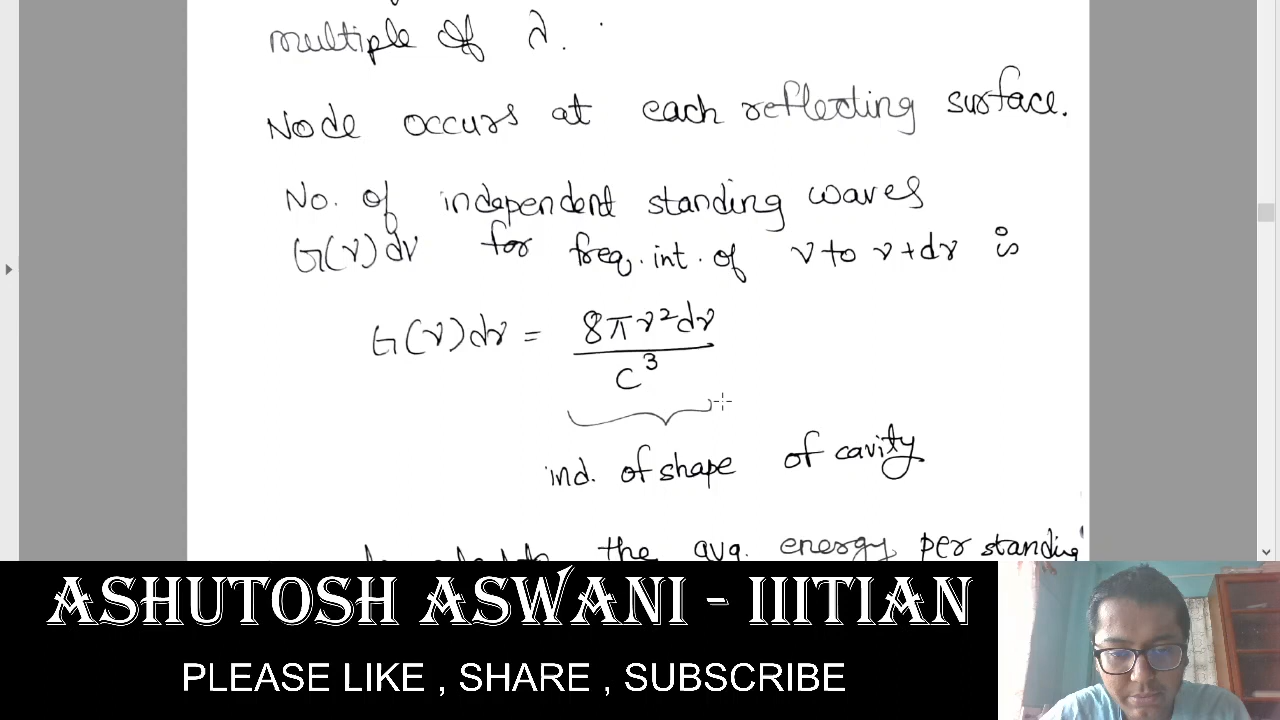 multiple of λ.
Node occurs at each reflecting surface.
No. of independent standing waves
G(ν)dν for freq. int. of ν to ν+dν is
G(ν)dν = 8πν²dν / c³
ind. of shape of cavity
the avg. energy per standing
ASHUTOSH ASWANI - IIITIAN
PLEASE LIKE , SHARE , SUBSCRIBE